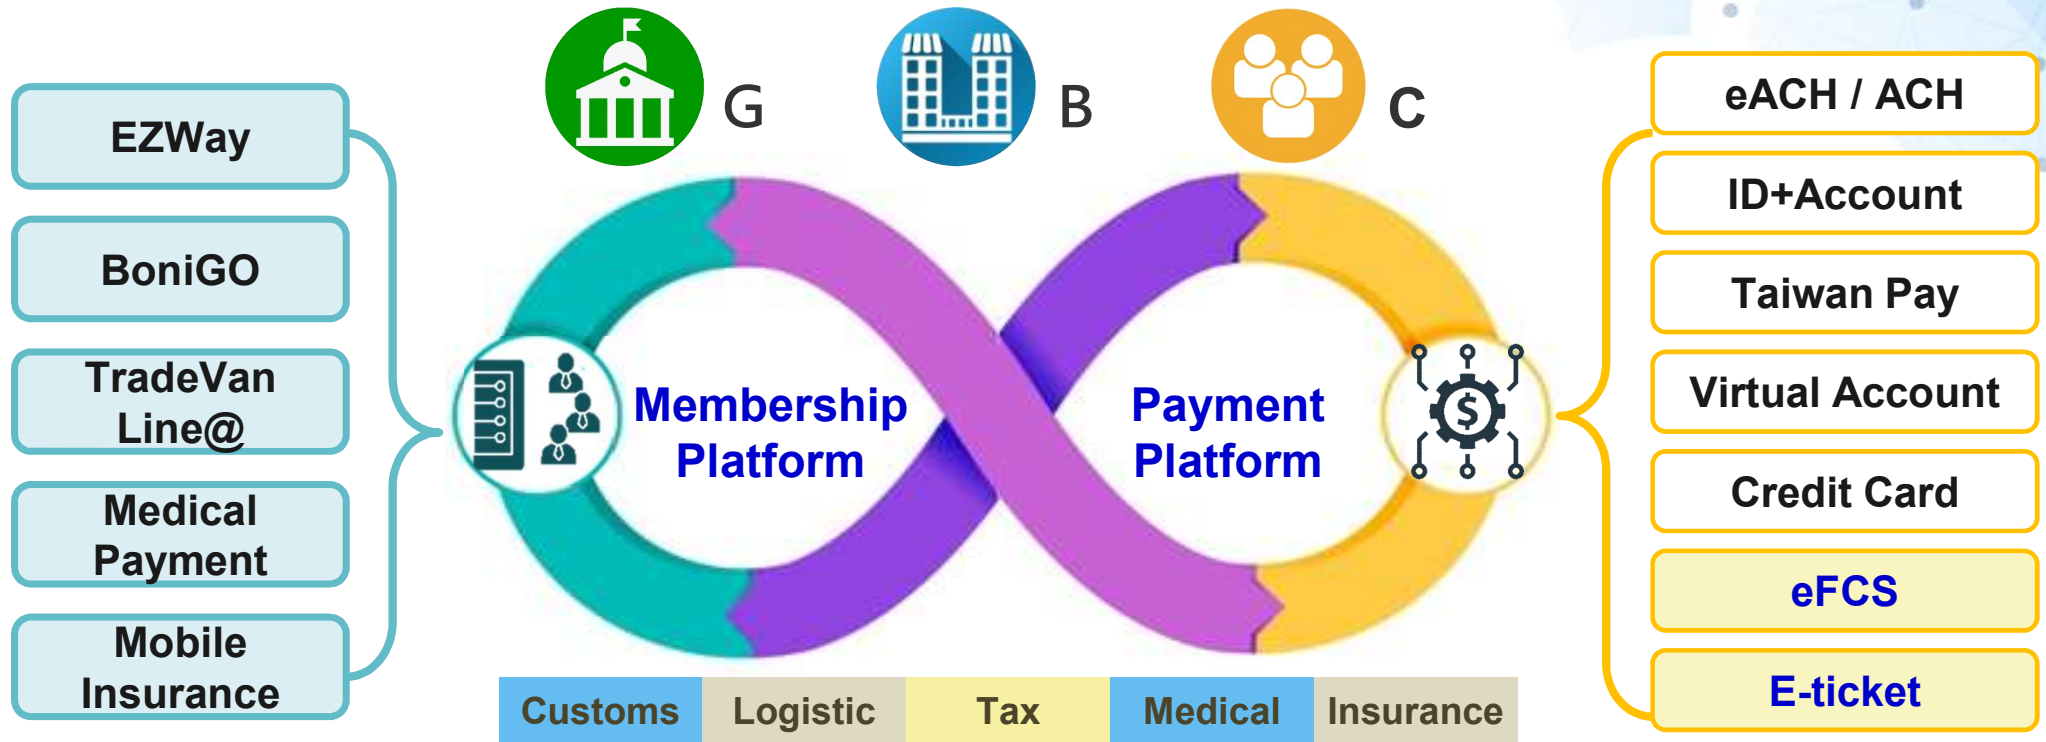 EZWay
BoniGO
TradeVan
Line@
Medical
Payment
Mobile
Insurance
G
B
C
Membership
Platform
Payment
Platform
$
Customs
Logistic
Tax
Medical
Insurance
eACH / ACH
ID+Account
Taiwan Pay
Virtual Account
Credit Card
eFCS
E-ticket